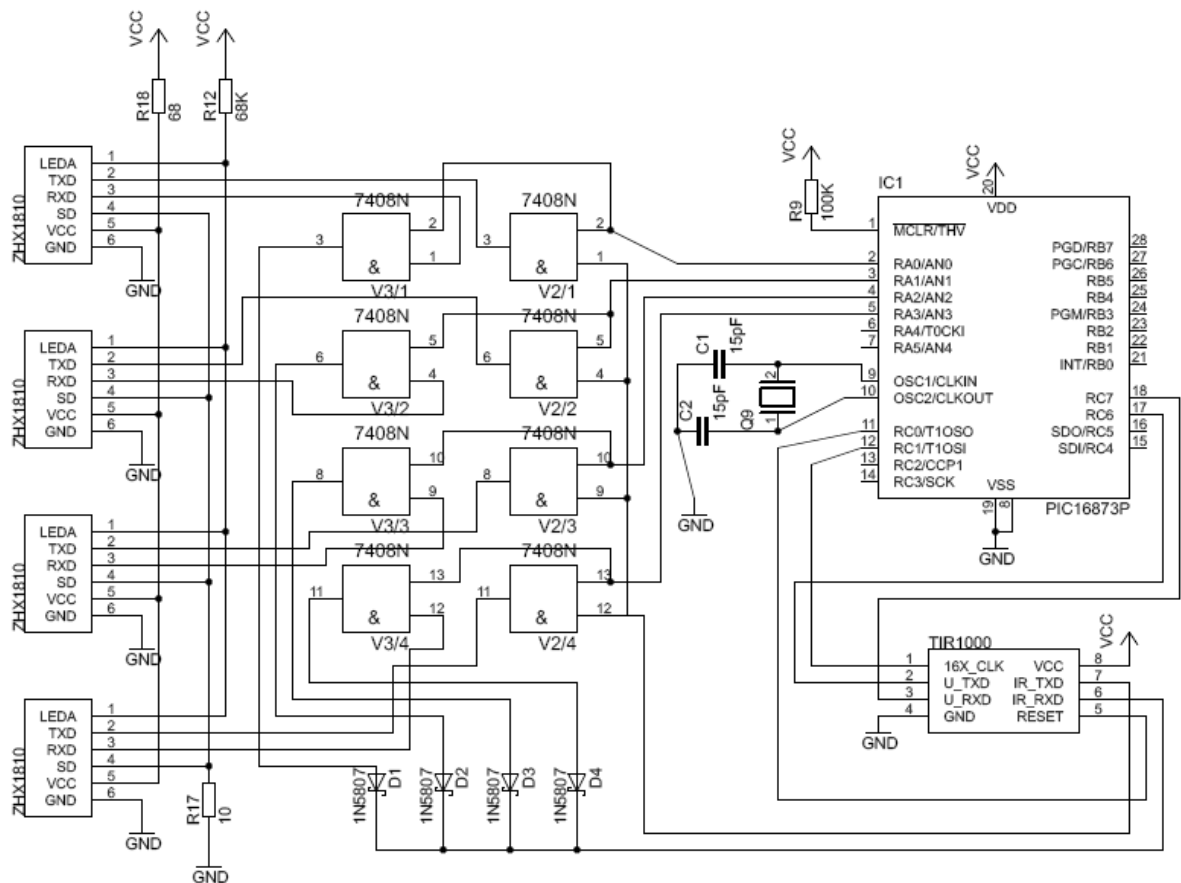 VCC
VCC
R18
68
R12
68K
ZHX1810
LEDA 1
TXD 2
RXD 3
SD 4
VCC 5
GND 6
GND
ZHX1810
LEDA 1
TXD 2
RXD 3
SD 4
VCC 5
GND 6
GND
ZHX1810
LEDA 1
TXD 2
RXD 3
SD 4
VCC 5
GND 6
GND
ZHX1810
LEDA 1
TXD 2
RXD 3
SD 4
VCC 5
GND 6
GND
R17
10
GND
7408N
3 2
1
&
V3/1
7408N
3 2
1
&
V2/1
7408N
6 5
4
&
V3/2
7408N
6 5
4
&
V2/2
7408N
8 10
9
&
V3/3
7408N
8 10
9
&
V2/3
7408N
11 13
12
&
V3/4
7408N
11 13
12
&
V2/4
1N5807
D1
1N5807
D2
1N5807
D3
1N5807
D4
VCC
R9
100K
C1
15pF
C2
15pF
Q9
2
1
GND
IC1
VCC
20
VDD
1 MCLR/THV
2 RA0/AN0
3 RA1/AN1
4 RA2/AN2
5 RA3/AN3
6 RA4/T0CKI
7 RA5/AN4
9 OSC1/CLKIN
10 OSC2/CLKOUT
11 RC0/T1OSO
12 RC1/T1OSI
13 RC2/CCP1
14 RC3/SCK
PGD/RB7 28
PGC/RB6 27
RB5 26
RB4 25
PGM/RB3 24
RB2 23
RB1 22
INT/RB0 21
RC7 18
RC6 17
SDO/RC5 16
SDI/RC4 15
VSS
19
8
PIC16873P
GND
TIR1000
VCC
1 16X_CLK VCC 8
2 U_TXD IR_TXD 7
3 U_RXD IR_RXD 6
4 GND RESET 5
GND